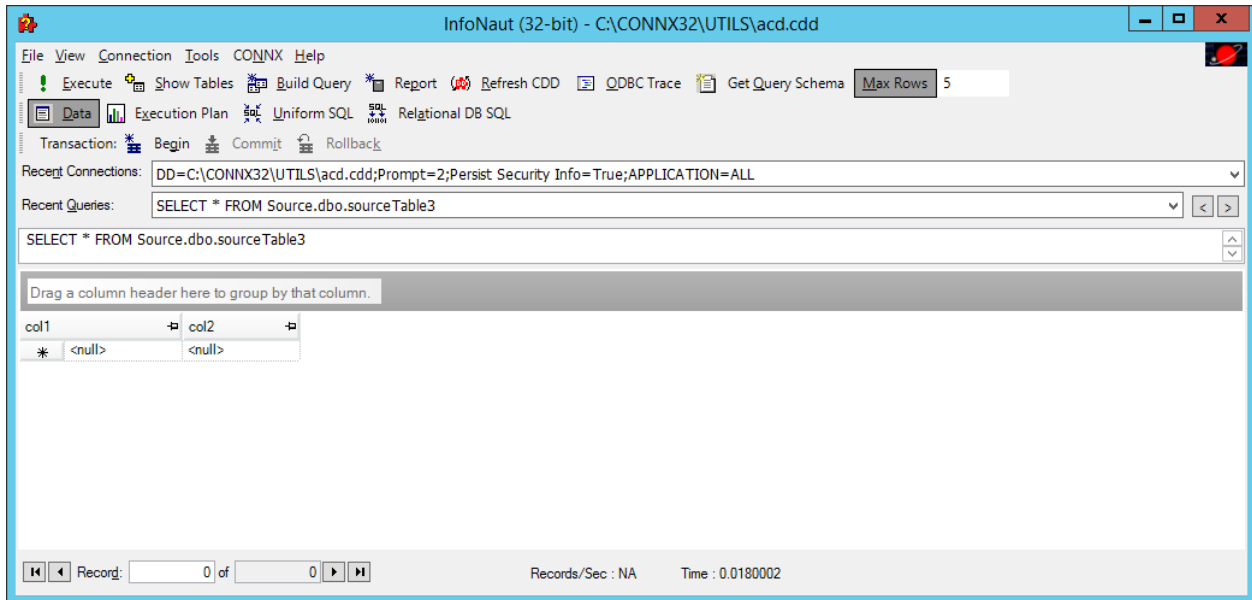 InfoNaut (32-bit) - C:\CONNX32\UTILS\acd.cdd
File View Connection Tools CONNX Help
Execute Show Tables Build Query Report Refresh CDD ODBC Trace Get Query Schema Max Rows 5
Data Execution Plan Uniform SQL Relational DB SQL
Transaction: Begin Commit Rollback
Recent Connections: DD=C:\CONNX32\UTILS\acd.cdd;Prompt=2;Persist Security Info=True;APPLICATION=ALL
Recent Queries: SELECT * FROM Source.dbo.sourceTable3 < >
SELECT * FROM Source.dbo.sourceTable3
Drag a column header here to group by that column.
col1 col2
* <null> <null>
Record: 0 of 0 Records/Sec : NA Time : 0.0180002